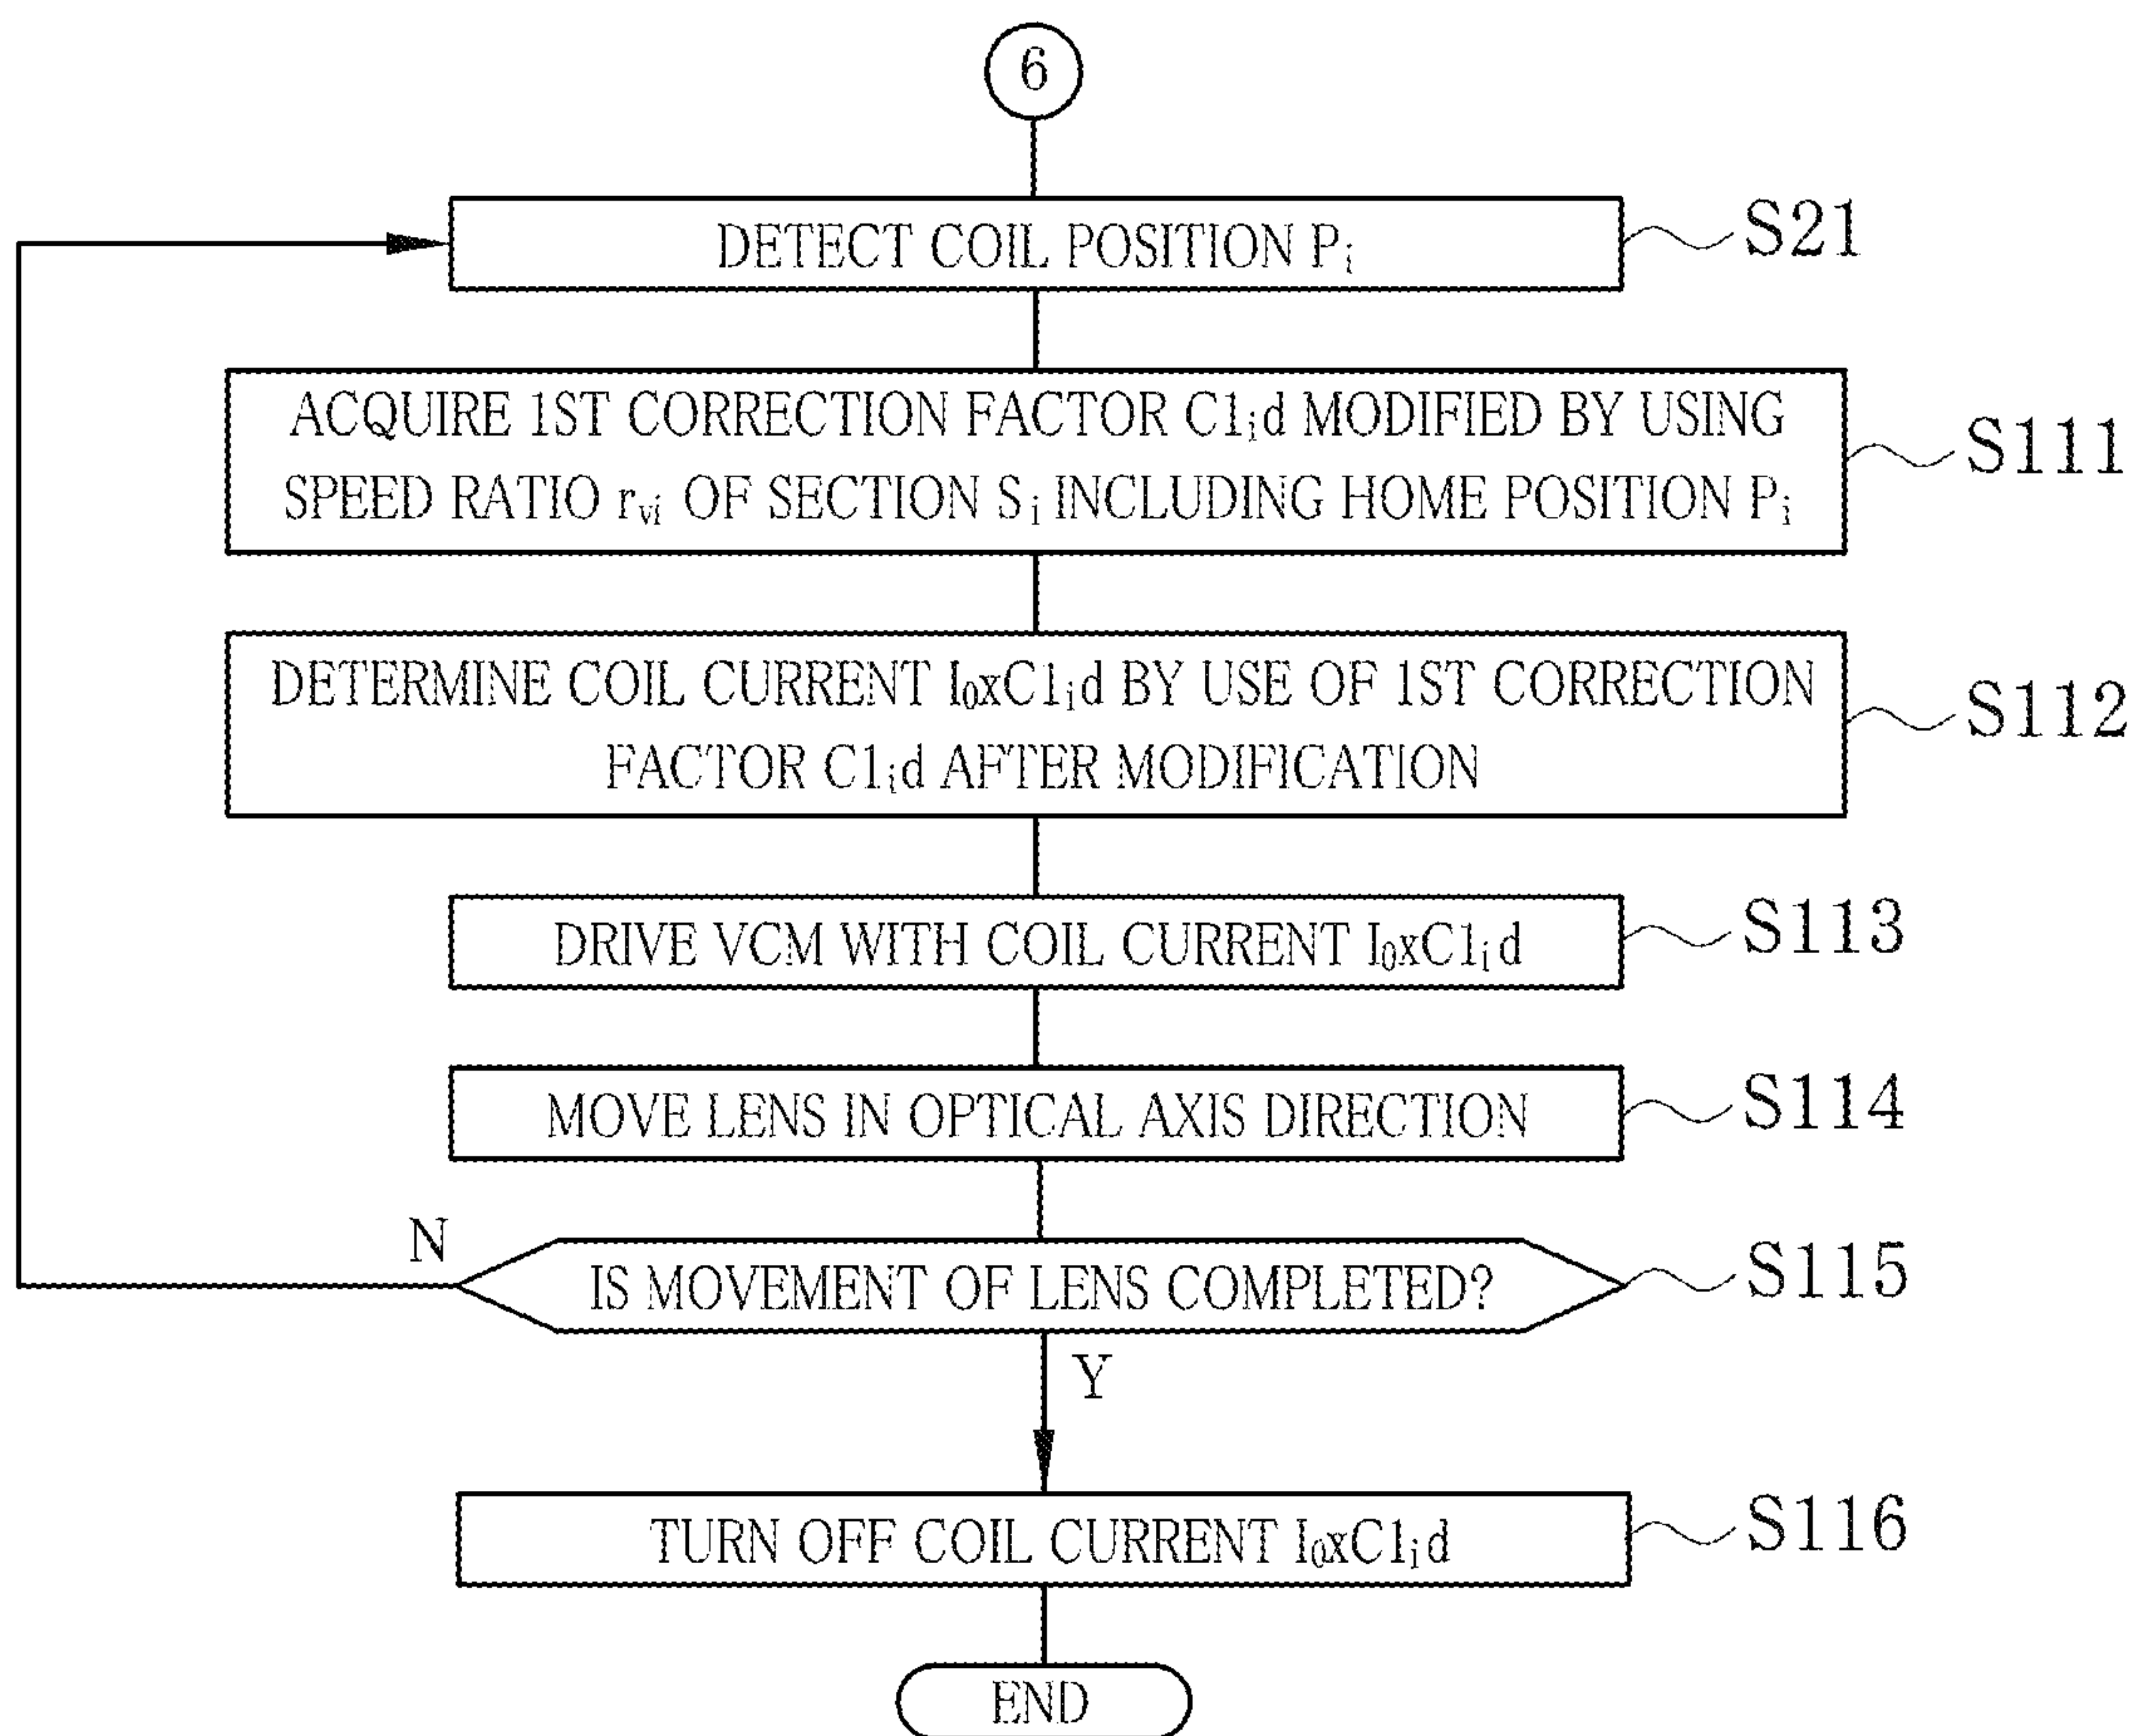 6
DETECT COIL POSITION Pᵢ
S21
ACQUIRE 1ST CORRECTION FACTOR C1ᵢd MODIFIED BY USING
SPEED RATIO rᵥᵢ OF SECTION Sᵢ INCLUDING HOME POSITION Pᵢ
S111
DETERMINE COIL CURRENT I₀xC1ᵢd BY USE OF 1ST CORRECTION
FACTOR C1ᵢd AFTER MODIFICATION
S112
DRIVE VCM WITH COIL CURRENT I₀xC1ᵢd
S113
MOVE LENS IN OPTICAL AXIS DIRECTION
S114
N
IS MOVEMENT OF LENS COMPLETED?
S115
Y
TURN OFF COIL CURRENT I₀xC1ᵢd
S116
END